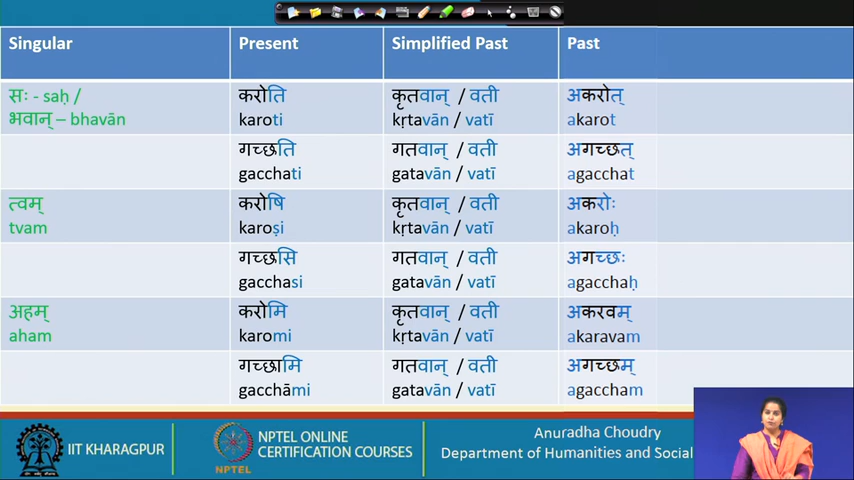 Singular Present Simplified Past Past
सः - saḥ / करोति कृतवान् / वती अकरोत्
भवान् – bhavān karoti kṛtavān / vatī akarot
गच्छति गतवान् / वती अगच्छत्
gacchati gatavān / vatī agacchat
त्वम् करोषि कृतवान् / वती अकरोः
tvam karoṣi kṛtavān / vatī akaroḥ
गच्छसि गतवान् / वती अगच्छः
gacchasi gatavān / vatī agacchaḥ
अहम् करोमि कृतवान् / वती अकरवम्
aham karomi kṛtavān / vatī akaravam
गच्छामि गतवान् / वती अगच्छम्
gacchāmi gatavān / vatī agaccham
IIT KHARAGPUR
NPTEL
NPTEL ONLINE
CERTIFICATION COURSES
Anuradha Choudry
Department of Humanities and Social